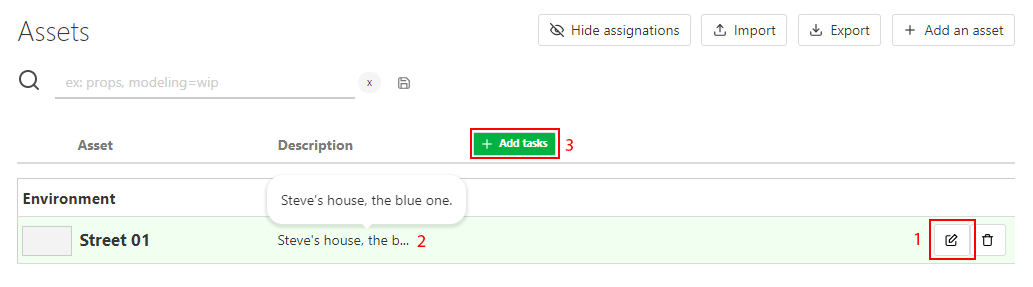 Assets
Hide assignations
Import
Export
+ Add an asset
ex: props, modeling=wip
x
Asset
Description
+ Add tasks
3
Environment
Steve's house, the blue one.
Street 01
Steve's house, the b...
2
1